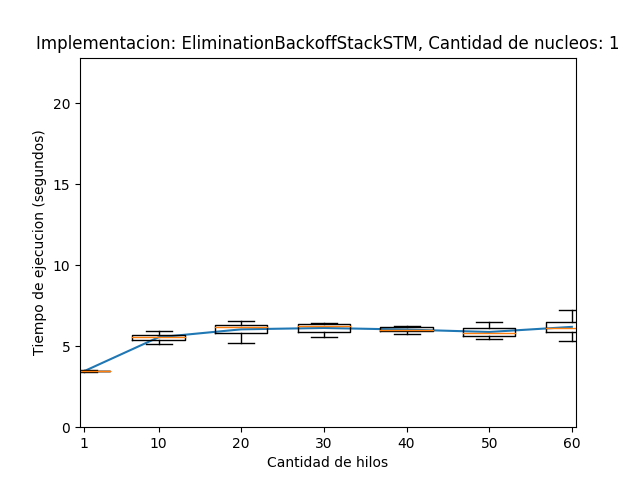 Implementacion: EliminationBackoffStackSTM, Cantidad de nucleos: 1
20
15
10
5
0
Tiempo de ejecucion (segundos)
1 10 20 30 40 50 60
Cantidad de hilos